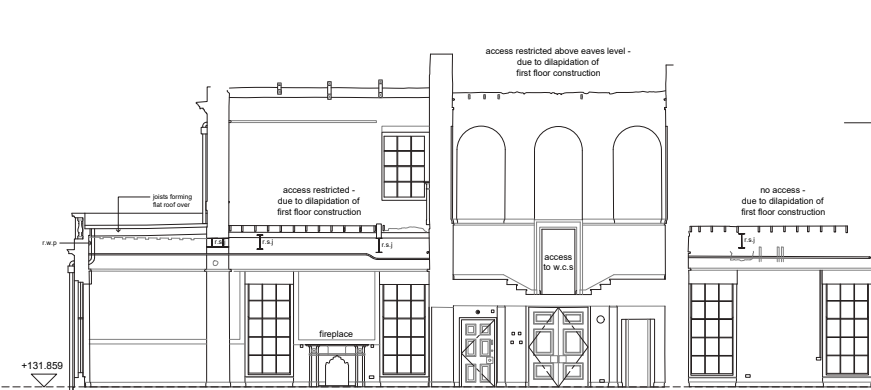 access restricted above eaves level -
due to dilapidation of
first floor construction
access restricted -
due to dilapidation of
first floor construction
no access -
due to dilapidation of
first floor construction
joists forming
flat roof over
r.w.p
r.s.j
r.s.j
r.s.j
r.s.j
access
to w.c.s
fireplace
+131.859